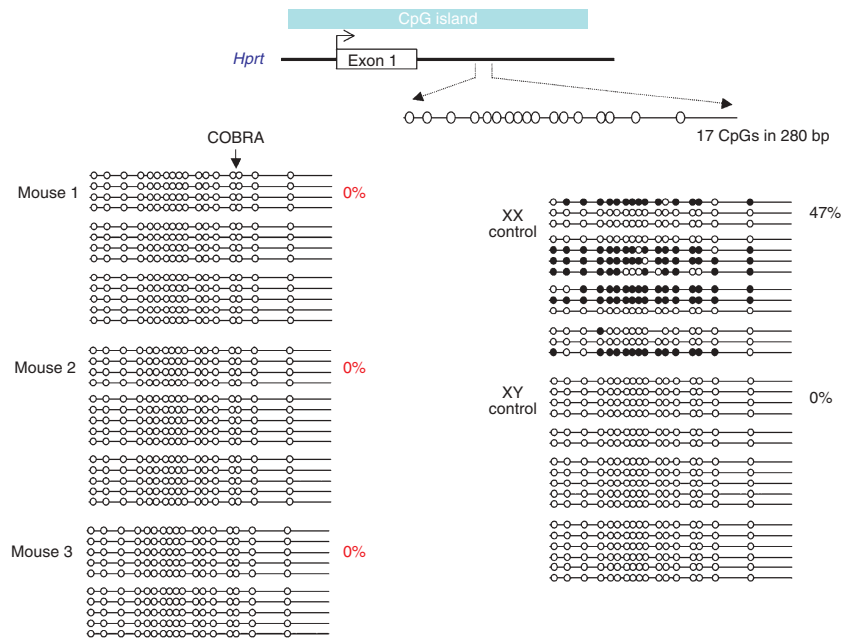 CpG island
Hprt
Exon 1
17 CpGs in 280 bp
COBRA
Mouse 1
0%
XX
control
47%
Mouse 2
0%
XY
control
0%
Mouse 3
0%